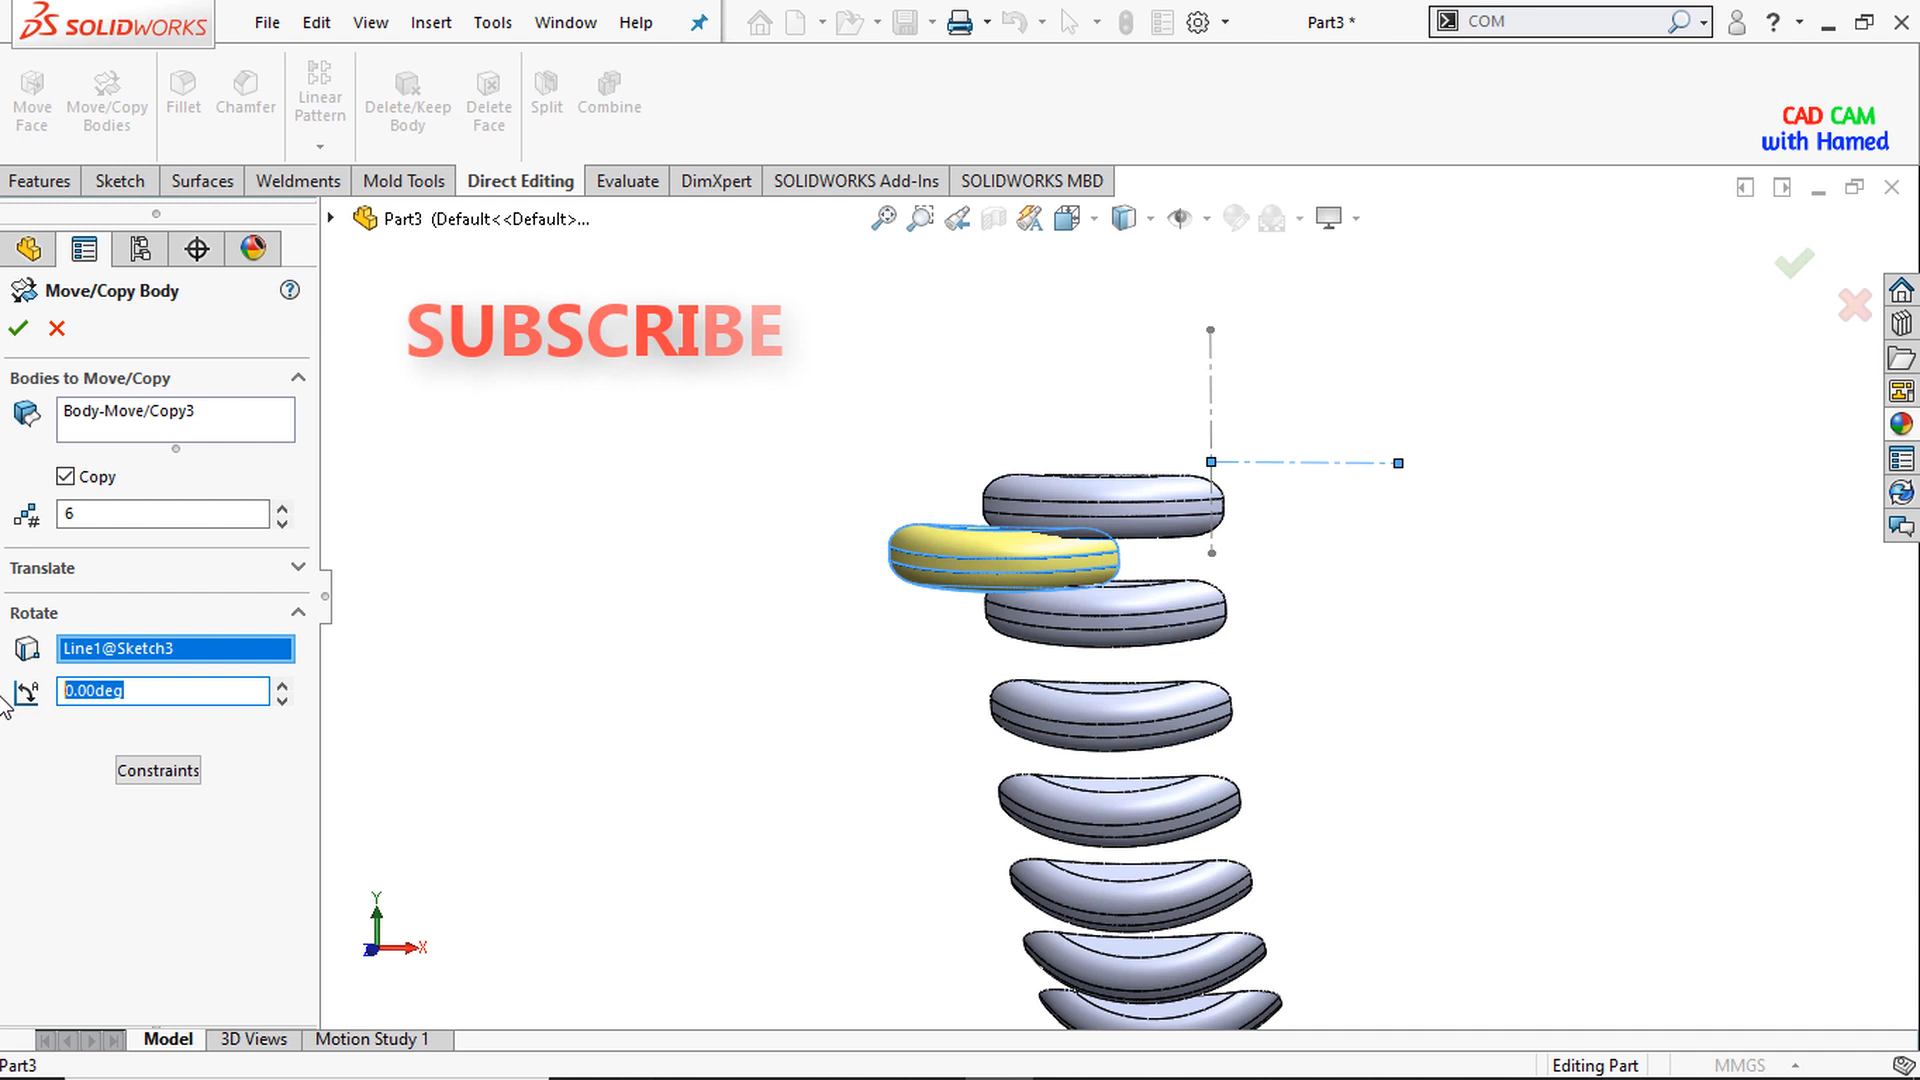 SOLIDWORKS
File Edit View Insert Tools Window Help
Part3 *
COM
Move Face
Move/Copy Bodies
Fillet
Chamfer
Linear Pattern
Delete/Keep Body
Delete Face
Split
Combine
CAD CAM
with Hamed
Features Sketch Surfaces Weldments Mold Tools Direct Editing Evaluate DimXpert SOLIDWORKS Add-Ins SOLIDWORKS MBD
Part3 (Default<<Default>...
Move/Copy Body
SUBSCRIBE
Bodies to Move/Copy
Body-Move/Copy3
Copy
6
Translate
Rotate
Line1@Sketch3
0.00deg
Constraints
Y
X
Model 3D Views Motion Study 1
Part3
Editing Part
MMGS